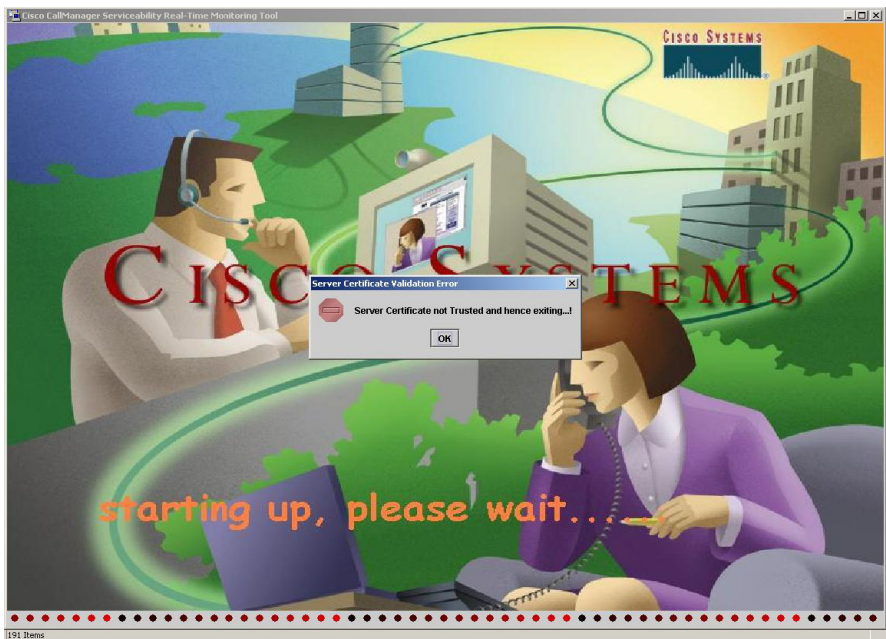 Cisco CallManager Serviceability Real-Time Monitoring Tool
CISCO SYSTEMS
CISCO SYSTEMS
Server Certificate Validation Error
Server Certificate not Trusted and hence exiting...!
OK
starting up, please wait......
191 Items